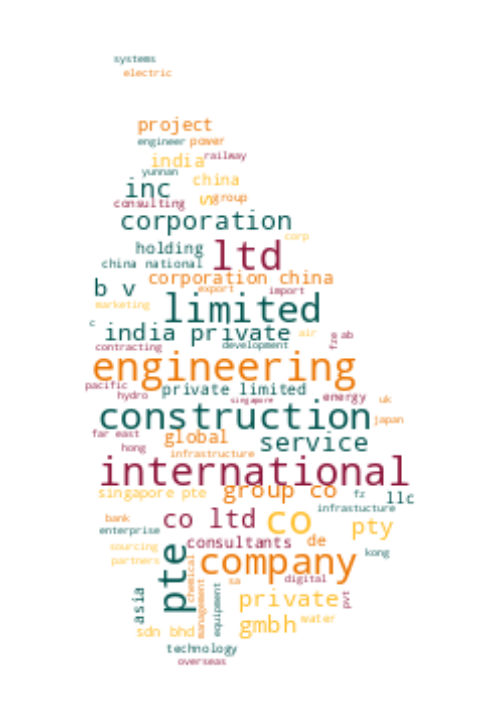 systems
electric
project
engineer power
india railway
yunnan
inc china
consulting group
corporation
corp
holding ltd
china national
corporation china
b v export import
marketing limited
c
india private air ab
fze
contracting development
engineering
pacific private limited
hydro singapore energy uk
construction japan
far east global service
hong
infrastructure
international
singapore pte group co fz llc
infrastucture
bank co ltd co pty
enterprise
consultants de
sourcing kong
partners pte company
chemical sa digital
asia management equipment private pvt
water
sdn bhd gmbh
technology
overseas